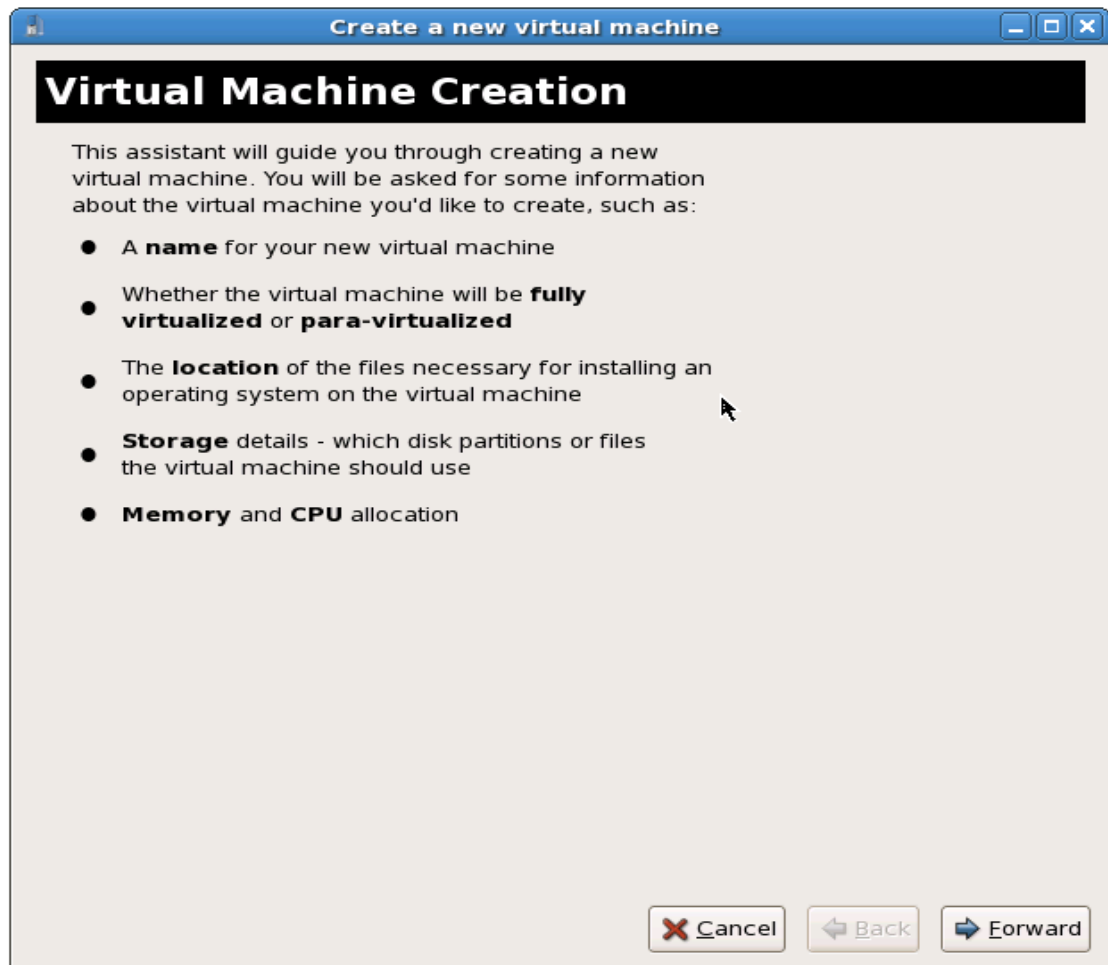 Create a new virtual machine
Virtual Machine Creation
This assistant will guide you through creating a new
virtual machine. You will be asked for some information
about the virtual machine you'd like to create, such as:
● A name for your new virtual machine
● Whether the virtual machine will be fully
virtualized or para-virtualized
● The location of the files necessary for installing an
operating system on the virtual machine
● Storage details - which disk partitions or files
the virtual machine should use
● Memory and CPU allocation
Cancel Back Forward